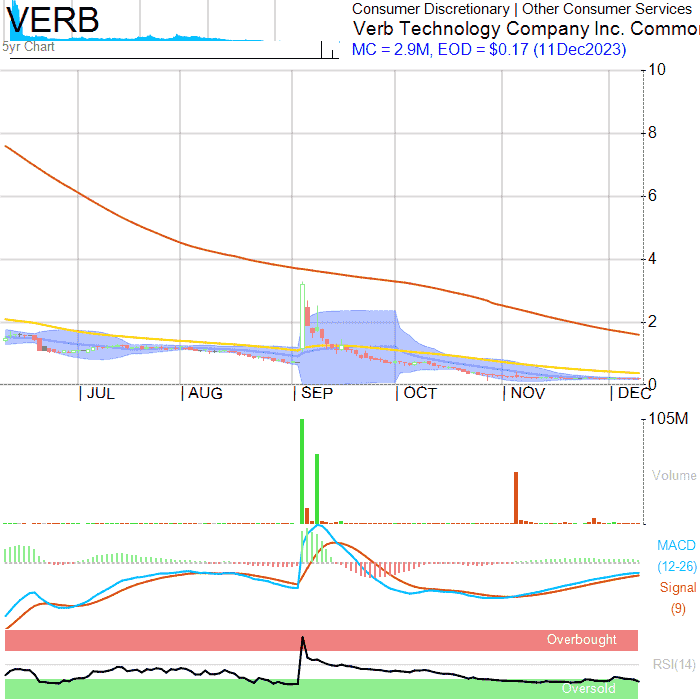 VERB
Consumer Discretionary | Other Consumer Services
Verb Technology Company Inc. Commo
MC = 2.9M, EOD = $0.17 (11Dec2023)
5yr Chart
10
8
6
4
2
0
JUL
AUG
SEP
OCT
NOV
DEC
105M
Volume
MACD
(12-26)
Signal
(9)
Overbought
RSI(14)
Oversold